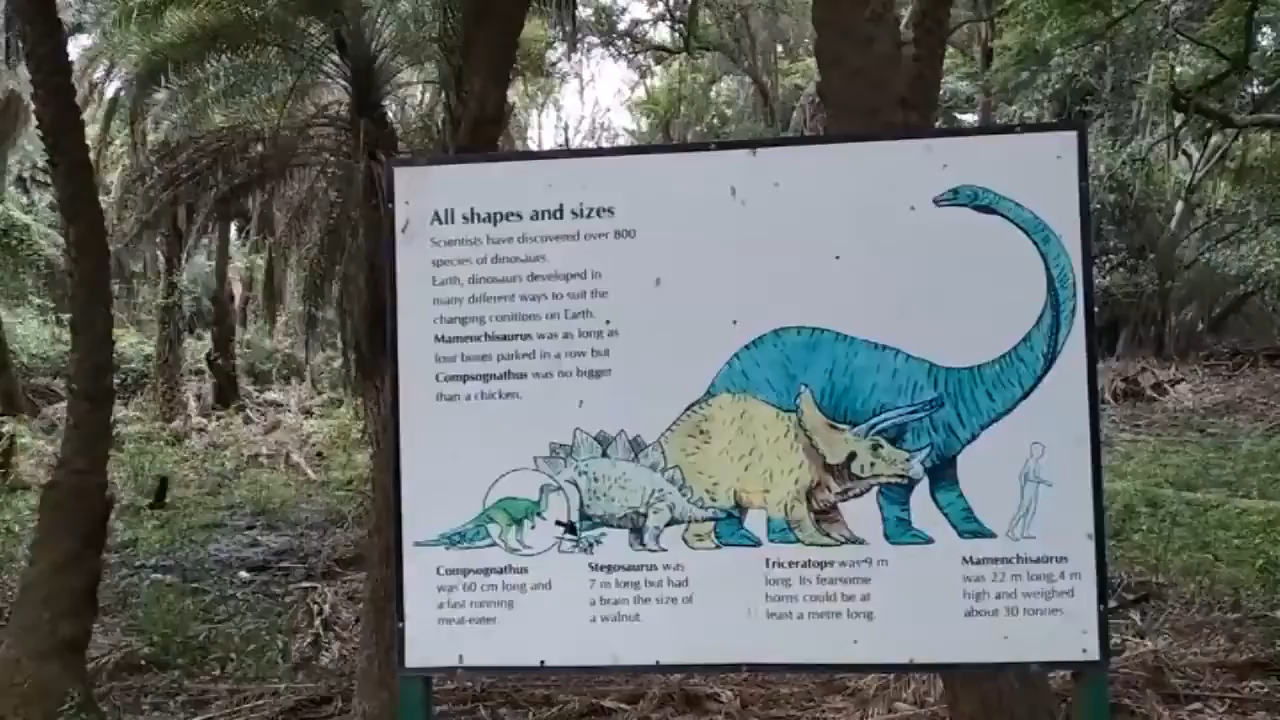 All shapes and sizes
Scientists have discovered over 800
species of dinosaurs.
Earth, dinosaurs developed in
many different ways to suit the
changing conitions on Earth.
Mamenchisaurus was as long as
four buses parked in a row but
Compsognathus was no bigger
than a chicken.
Compsognathus
was 60 cm long and
a fast running
meat-eater.
Stegosaurus was
7 m long but had
a brain the size of
a walnut.
Triceratops was 9 m
long. Its fearsome
horns could be at
least a metre long.
Mamenchisaurus
was 22 m long,4 m
high and weighed
about 30 tonnes.